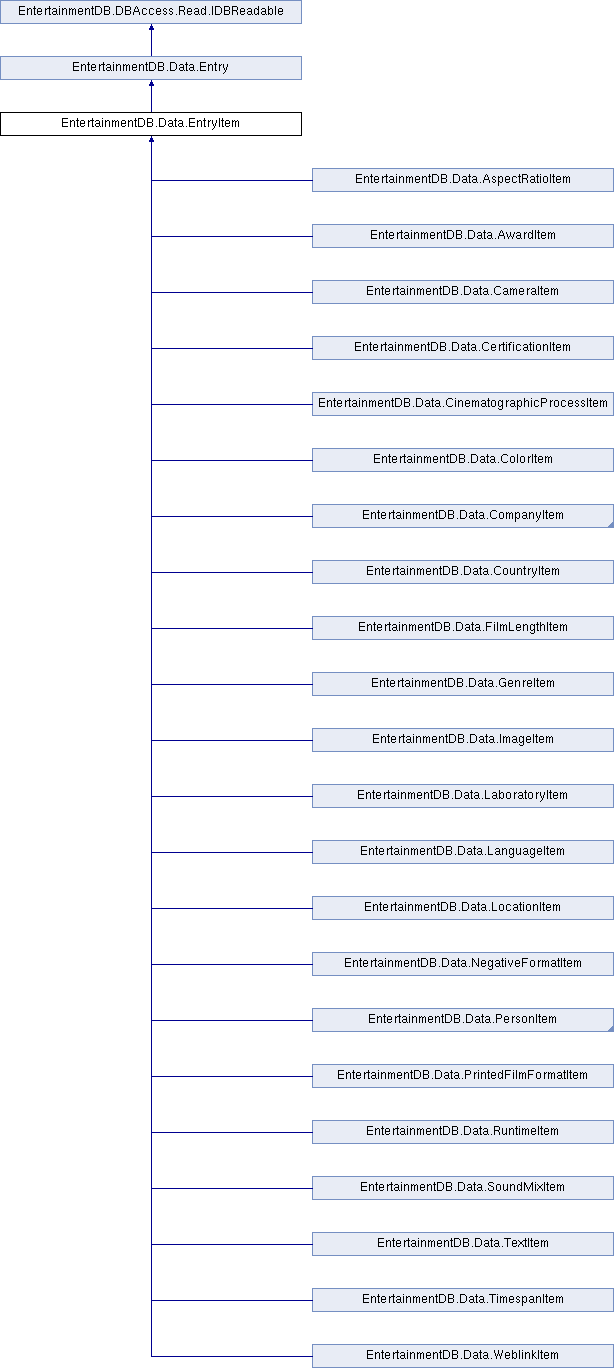 EntertainmentDB.DBAccess.Read.IDBReadable
EntertainmentDB.Data.Entry
EntertainmentDB.Data.EntryItem
EntertainmentDB.Data.AspectRatioItem
EntertainmentDB.Data.AwardItem
EntertainmentDB.Data.CameraItem
EntertainmentDB.Data.CertificationItem
EntertainmentDB.Data.CinematographicProcessItem
EntertainmentDB.Data.ColorItem
EntertainmentDB.Data.CompanyItem
EntertainmentDB.Data.CountryItem
EntertainmentDB.Data.FilmLengthItem
EntertainmentDB.Data.GenreItem
EntertainmentDB.Data.ImageItem
EntertainmentDB.Data.LaboratoryItem
EntertainmentDB.Data.LanguageItem
EntertainmentDB.Data.LocationItem
EntertainmentDB.Data.NegativeFormatItem
EntertainmentDB.Data.PersonItem
EntertainmentDB.Data.PrintedFilmFormatItem
EntertainmentDB.Data.RuntimeItem
EntertainmentDB.Data.SoundMixItem
EntertainmentDB.Data.TextItem
EntertainmentDB.Data.TimespanItem
EntertainmentDB.Data.WeblinkItem